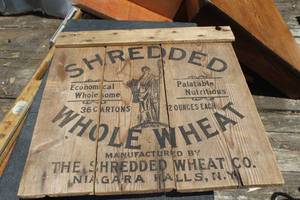 SHREDDED
Economical Wholesome
Palatable Nutritious
36 CARTONS
12 OUNCES EACH
WHOLE WHEAT
MANUFACTURED BY
THE SHREDDED WHEAT CO.
NIAGARA FALLS, N.Y.